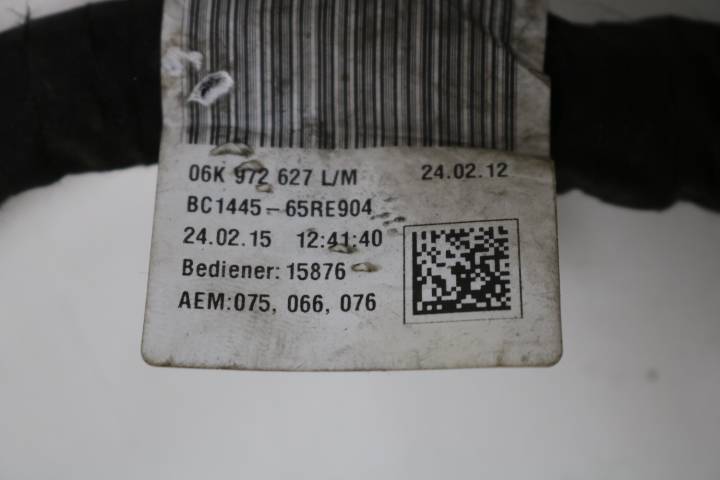 06K 972 627 L/M 24.02.12
BC1445-65RE904
24.02.15 12:41:40
Bediener: 15876
AEM:075, 066, 076